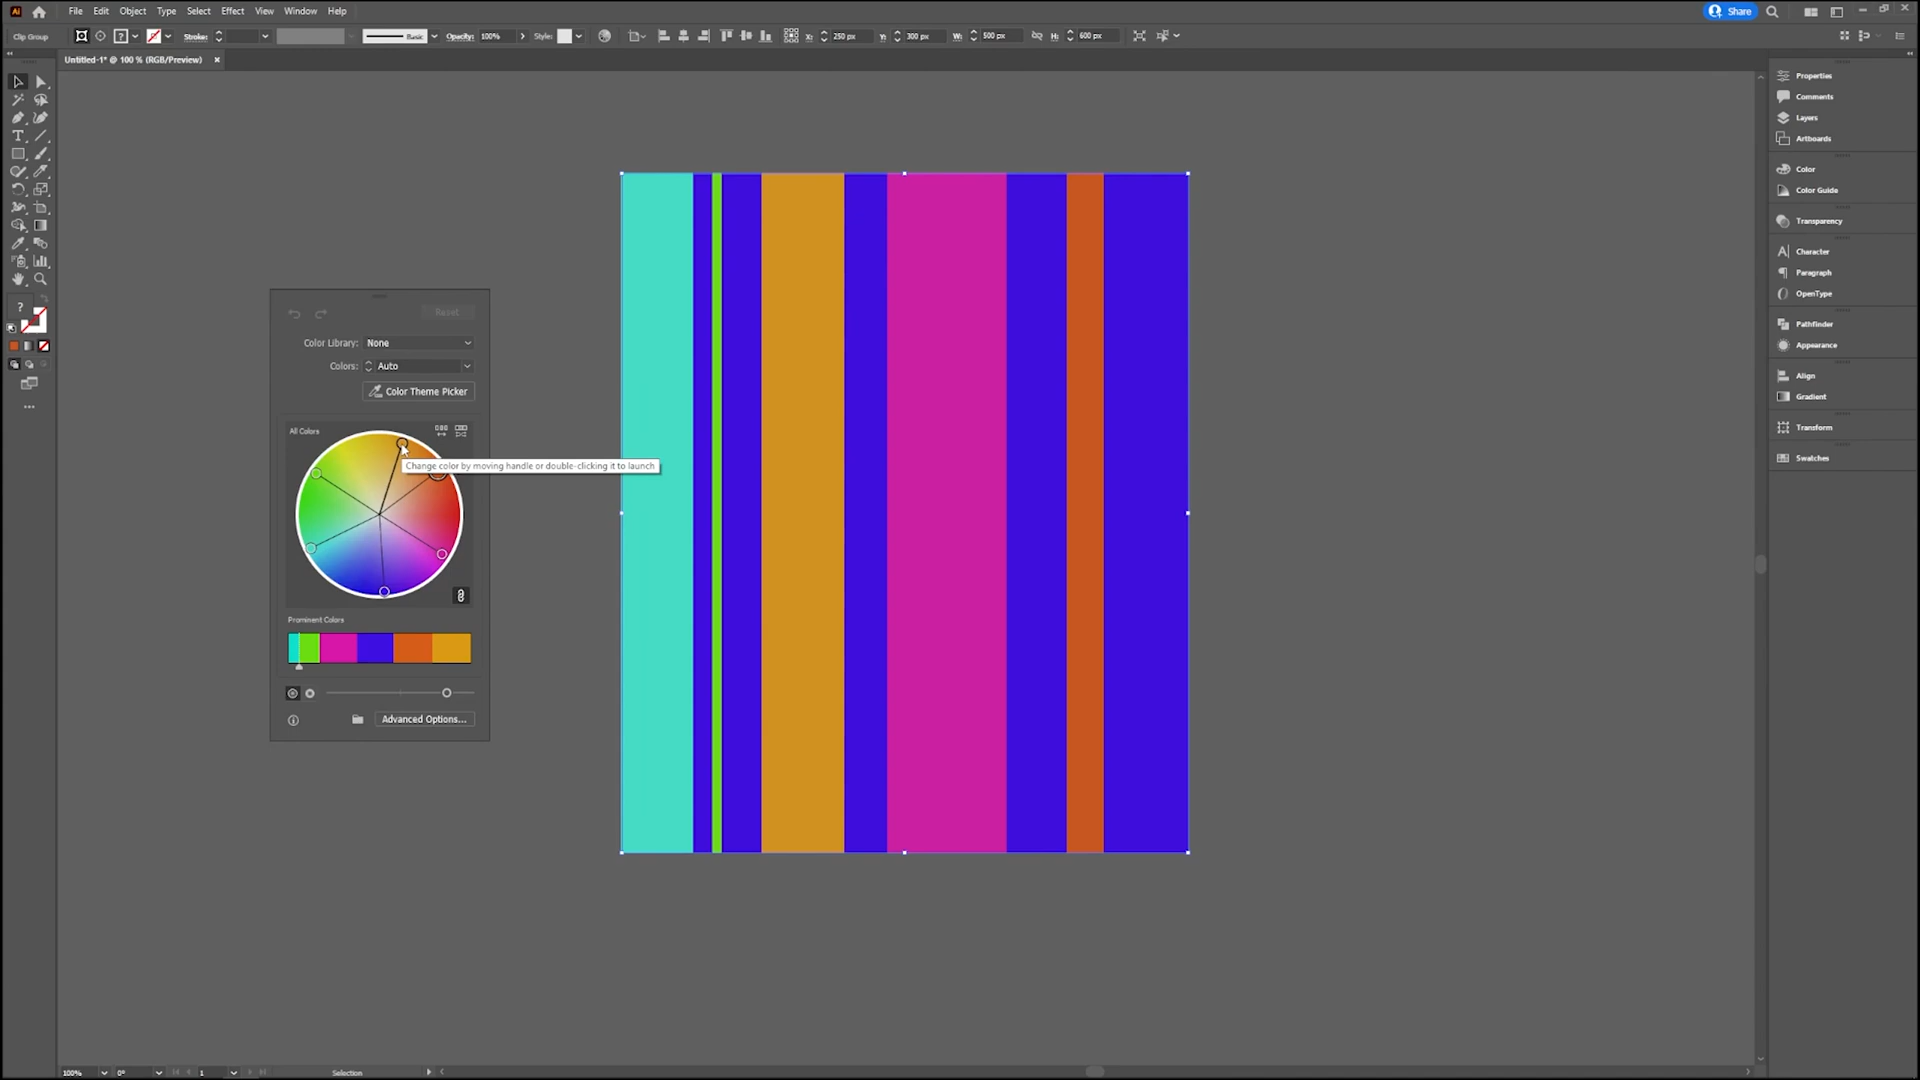 Ai File Edit Object Type Select Effect View Window Help Share
Clip Group ? Stroke: Basic Opacity: 100% Style: X: 250 px Y: 300 px W: 500 px H: 600 px
Untitled-1* @ 100 % (RGB/Preview) ×
Properties
Comments
Layers
Artboards
Color
Color Guide
Transparency
Character
Paragraph
OpenType
Pathfinder
Appearance
Align
Gradient
Transform
Swatches
?
Reset
Color Library: None
Colors: Auto
Color Theme Picker
All Colors
Change color by moving handle or double-clicking it to launch
Prominent Colors
Advanced Options...
100% 0° 1 Selection